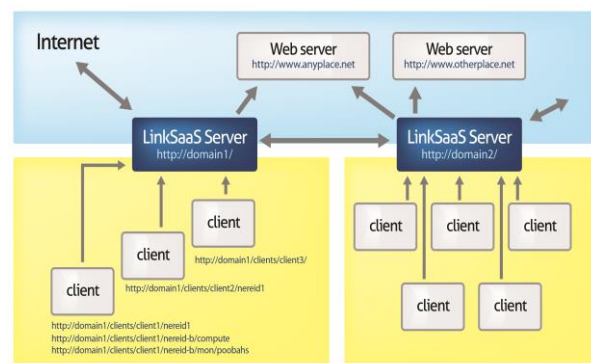 Internet
Web server
http://www.anyplace.net
Web server
http://www.otherplace.net
LinkSaaS Server
http://domain1/
LinkSaaS Server
http://domain2/
client
http://domain1/clients/client3/
client
http://domain1/clients/client2/nereid1
client
http://domain1/clients/client1/nereid1
http://domain1/clients/client1/nereid-b/compute
http://domain1/clients/client1/nereid-b/mon/poobahs
client
client
client
client
client